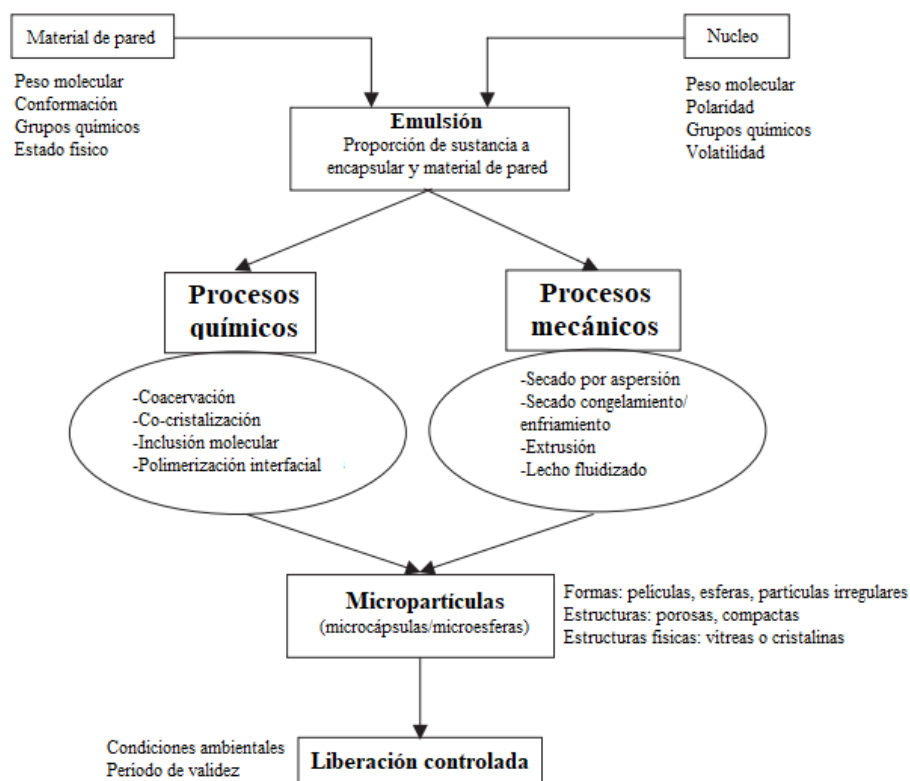 Material de pared
Nucleo
Peso molecular
Conformación
Grupos químicos
Estado físico
Peso molecular
Polaridad
Grupos químicos
Volatilidad
Emulsión
Proporción de sustancia a
encapsular y material de pared
Procesos
químicos
Procesos
mecánicos
-Coacervación
-Co-cristalización
-Inclusión molecular
-Polimerización interfacial
-Secado por aspersión
-Secado congelamiento/
enfriamiento
-Extrusión
-Lecho fluidizado
Micropartículas
(microcápsulas/microesferas)
Formas: películas, esferas, partículas irregulares
Estructuras: porosas, compactas
Estructuras físicas: vítreas o cristalinas
Condiciones ambientales
Período de validez
Liberación controlada